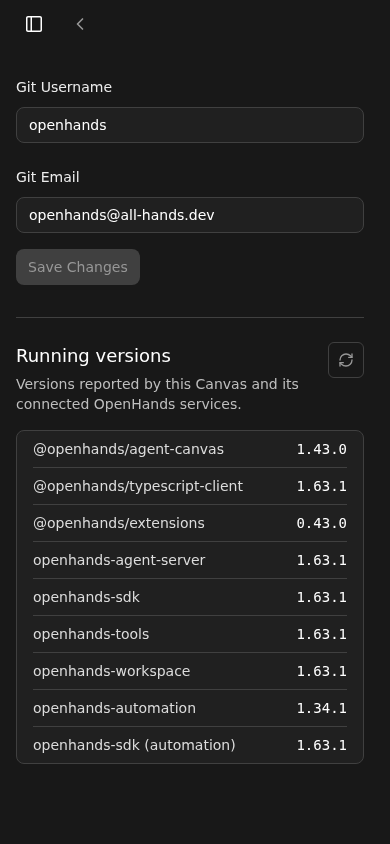 Git Username
openhands
Git Email
openhands@all-hands.dev
Save Changes
Running versions
Versions reported by this Canvas and its
connected OpenHands services.
@openhands/agent-canvas 1.43.0
@openhands/typescript-client 1.63.1
@openhands/extensions 0.43.0
openhands-agent-server 1.63.1
openhands-sdk 1.63.1
openhands-tools 1.63.1
openhands-workspace 1.63.1
openhands-automation 1.34.1
openhands-sdk (automation) 1.63.1